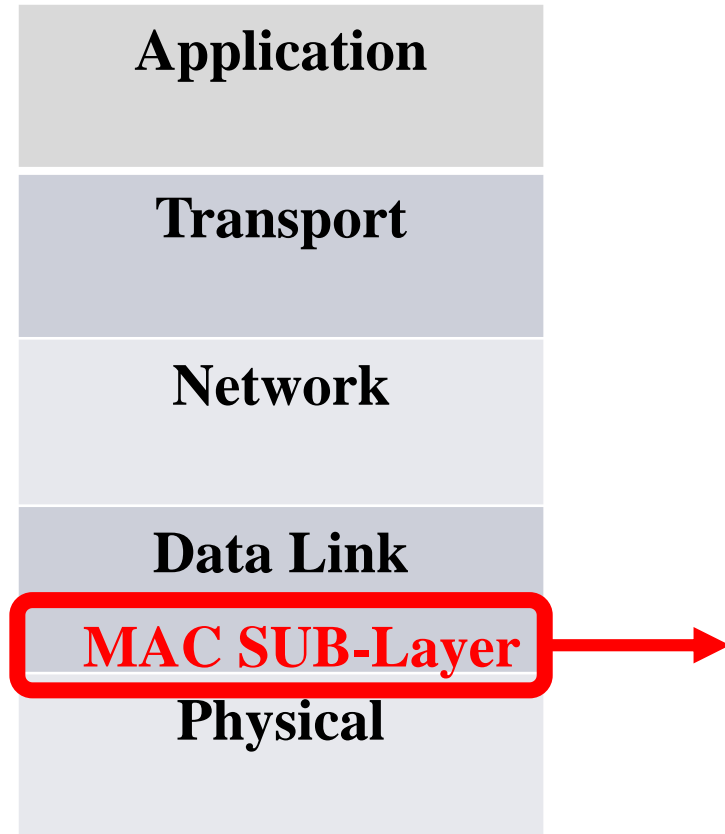 Application
Transport
Network
Data Link
MAC SUB-Layer
Physical